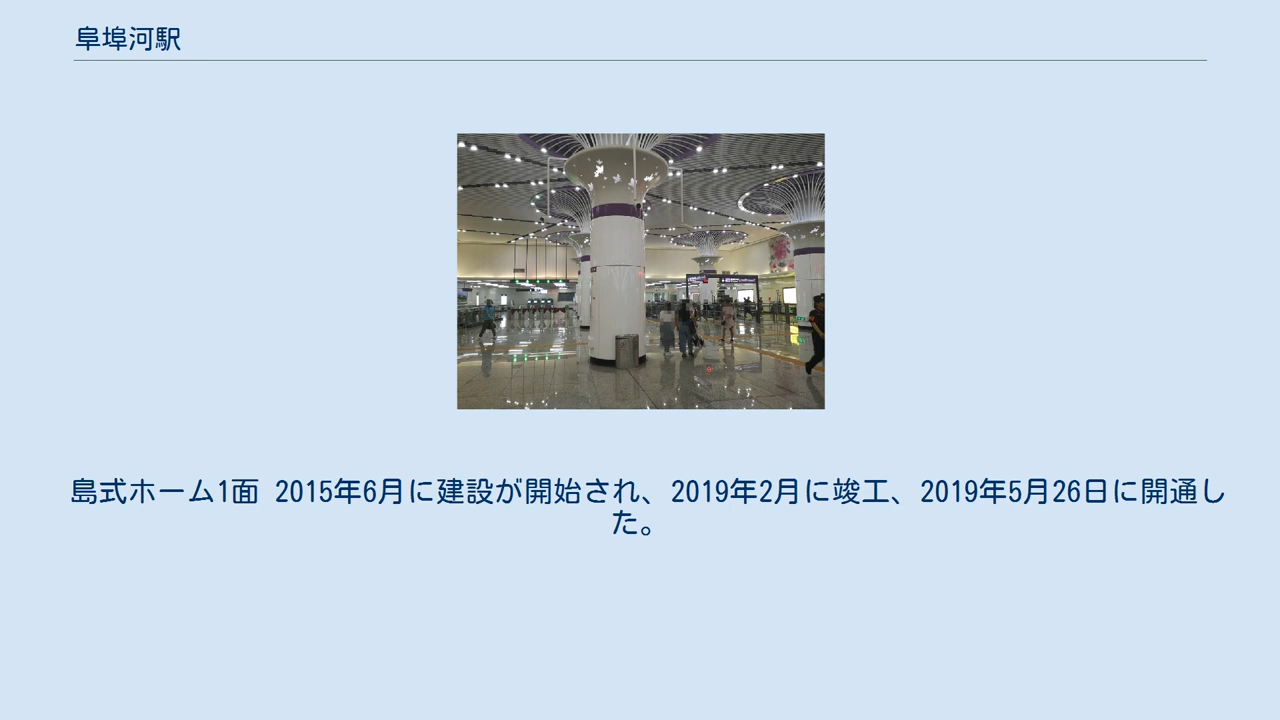 阜埠河駅
島式ホーム1面 2015年6月に建設が開始され、2019年2月に竣工、2019年5月26日に開通し
た。